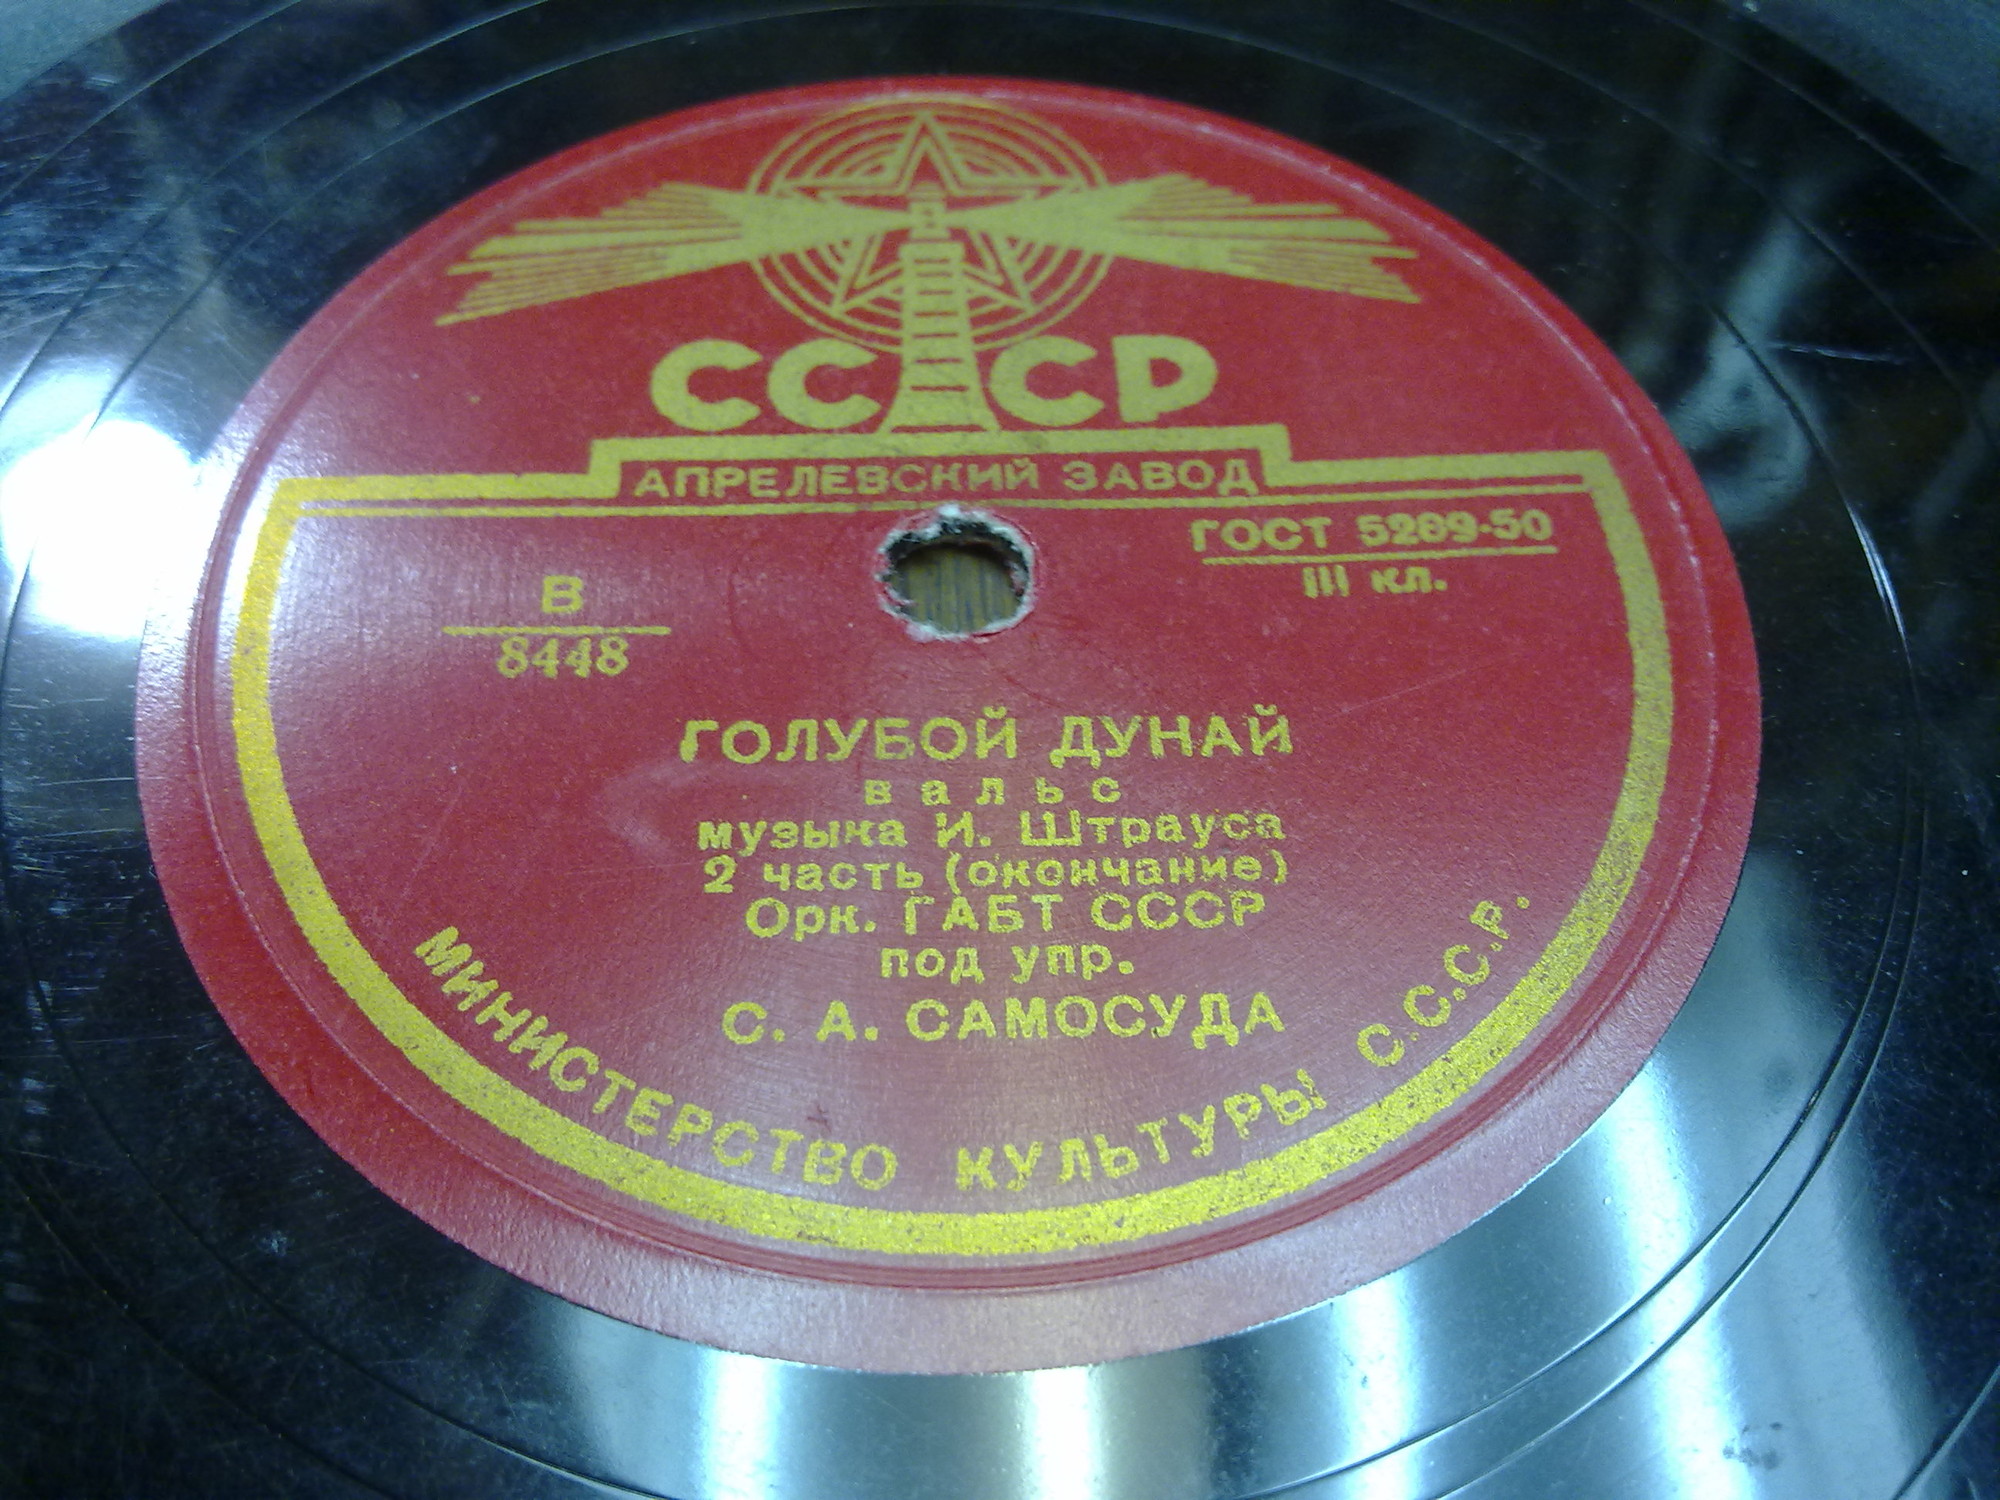 СССР
АПРЕЛЕВСКИЙ ЗАВОД
ГОСТ 5289-50
III кл.
В
8448
ГОЛУБОЙ ДУНАЙ
вальс
музыка И. Штрауса
2 часть (окончание)
Орк. ГАБТ СССР
под упр.
С. А. САМОСУДА
МИНИСТЕРСТВО КУЛЬТУРЫ С.С.С.Р.